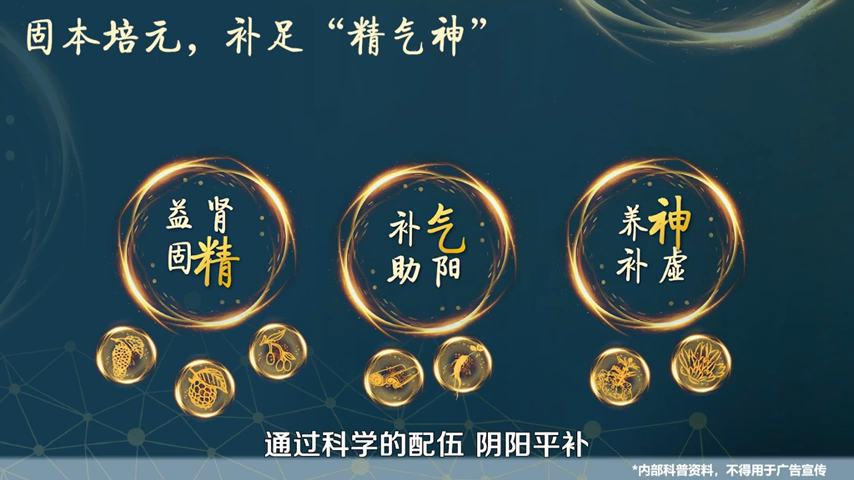 固本培元，补足“精气神”
益肾
固精
补气
助阳
养神
补虚
通过科学的配伍 阴阳平补
*内部科普资料，不得用于广告宣传